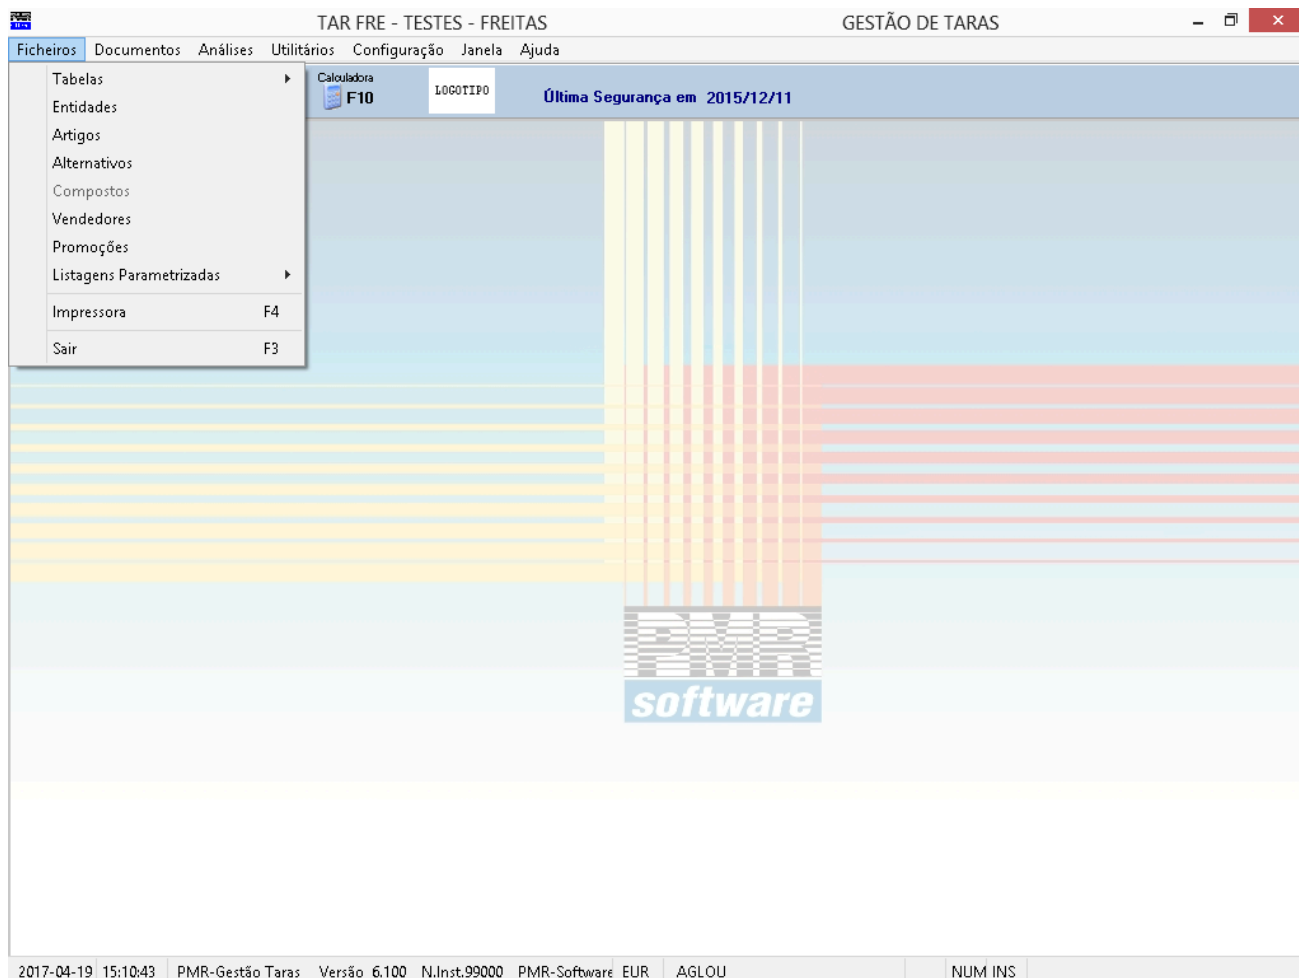 TAR FRE - TESTES - FREITAS GESTÃO DE TARAS
Ficheiros Documentos Análises Utilitários Configuração Janela Ajuda
Calculadora
F10
LOGOTIPO
Última Segurança em 2015/12/11
Tabelas
Entidades
Artigos
Alternativos
Compostos
Vendedores
Promoções
Listagens Parametrizadas
Impressora F4
Sair F3
PMR
software
2017-04-19 15:10:43 PMR-Gestão Taras Versão 6.100 N.Inst.99000 PMR-Software EUR AGLOU NUM INS